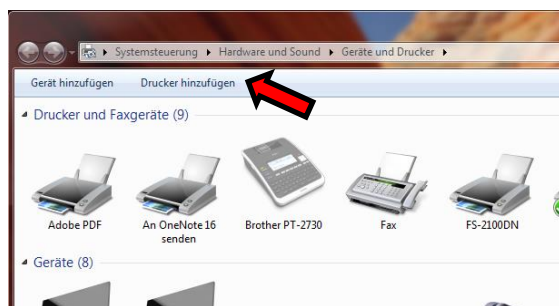 Systemsteuerung ▸ Hardware und Sound ▸ Geräte und Drucker ▸
Gerät hinzufügen Drucker hinzufügen
Drucker und Faxgeräte (9)
Adobe PDF
An OneNote 16
senden
Brother PT-2730
Fax
FS-2100DN
Geräte (8)